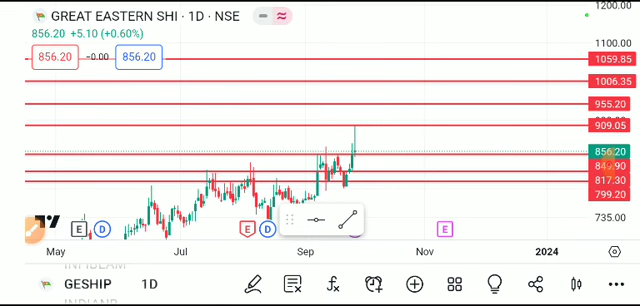 1200.00
GREAT EASTERN SHI · 1D · NSE
856.20 +5.10 (+0.60%)
1100.00
856.20 -0.00 856.20
1059.85
1006.35
955.20
909.05
856.20
849.90
817.30
799.20
735.00
E D E D E
May Jul Sep Nov 2024
GESHIP 1D